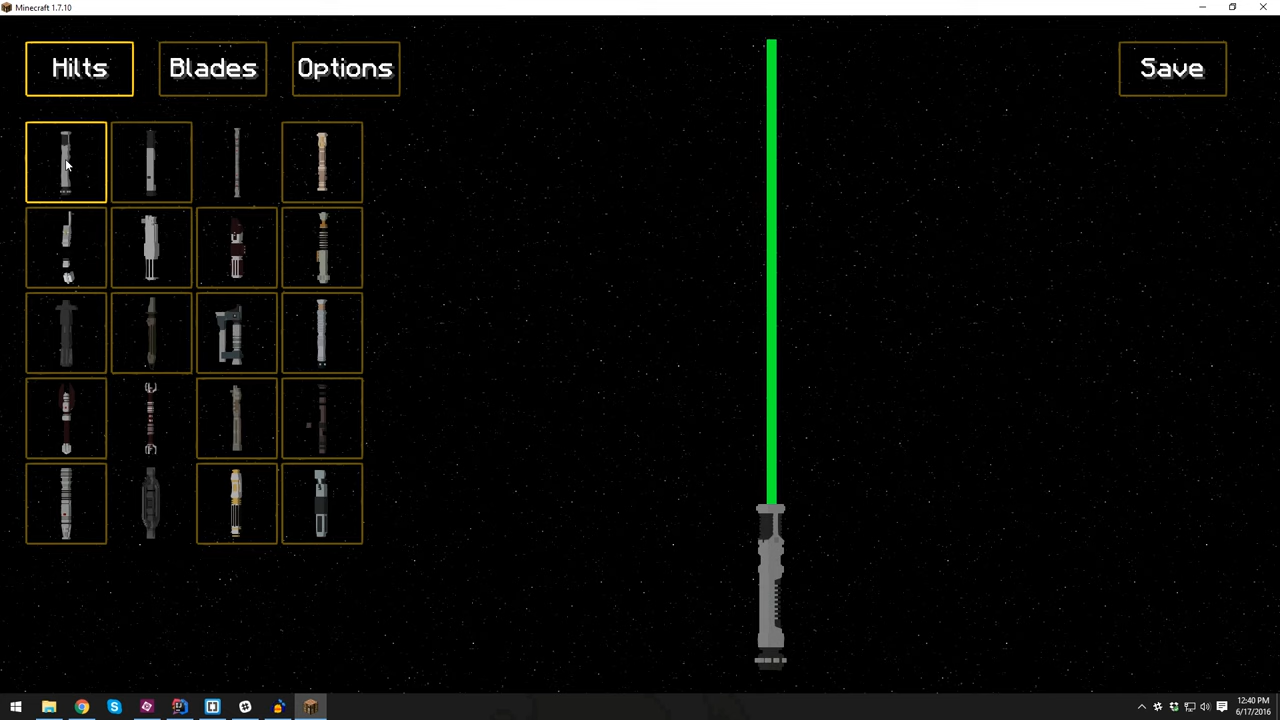 Minecraft 1.7.10
Hilts
Blades
Options
Save
12:40 PM
6/17/2016